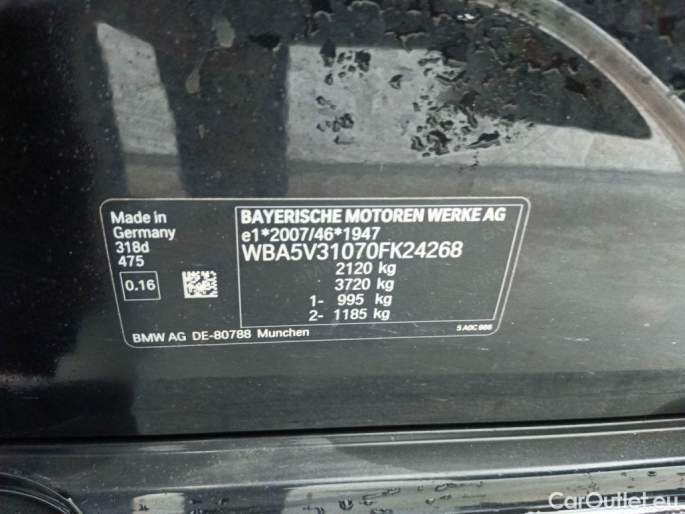 Made in
Germany
318d
475
0.16
BAYERISCHE MOTOREN WERKE AG
e1*2007/46*1947
WBA5V31070FK24268
2120 kg
3720 kg
1- 995 kg
2- 1185 kg
BMW AG DE-80788 Munchen
CarOutlet.eu